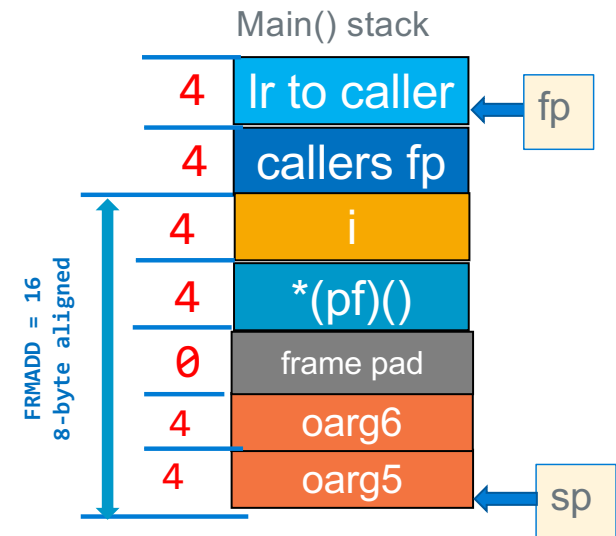 Main() stack
4 lr to caller
fp
4 callers fp
4 i
4 *(pf)()
0 frame pad
4 oarg6
4 oarg5
sp
FRMADD = 16
8-byte aligned